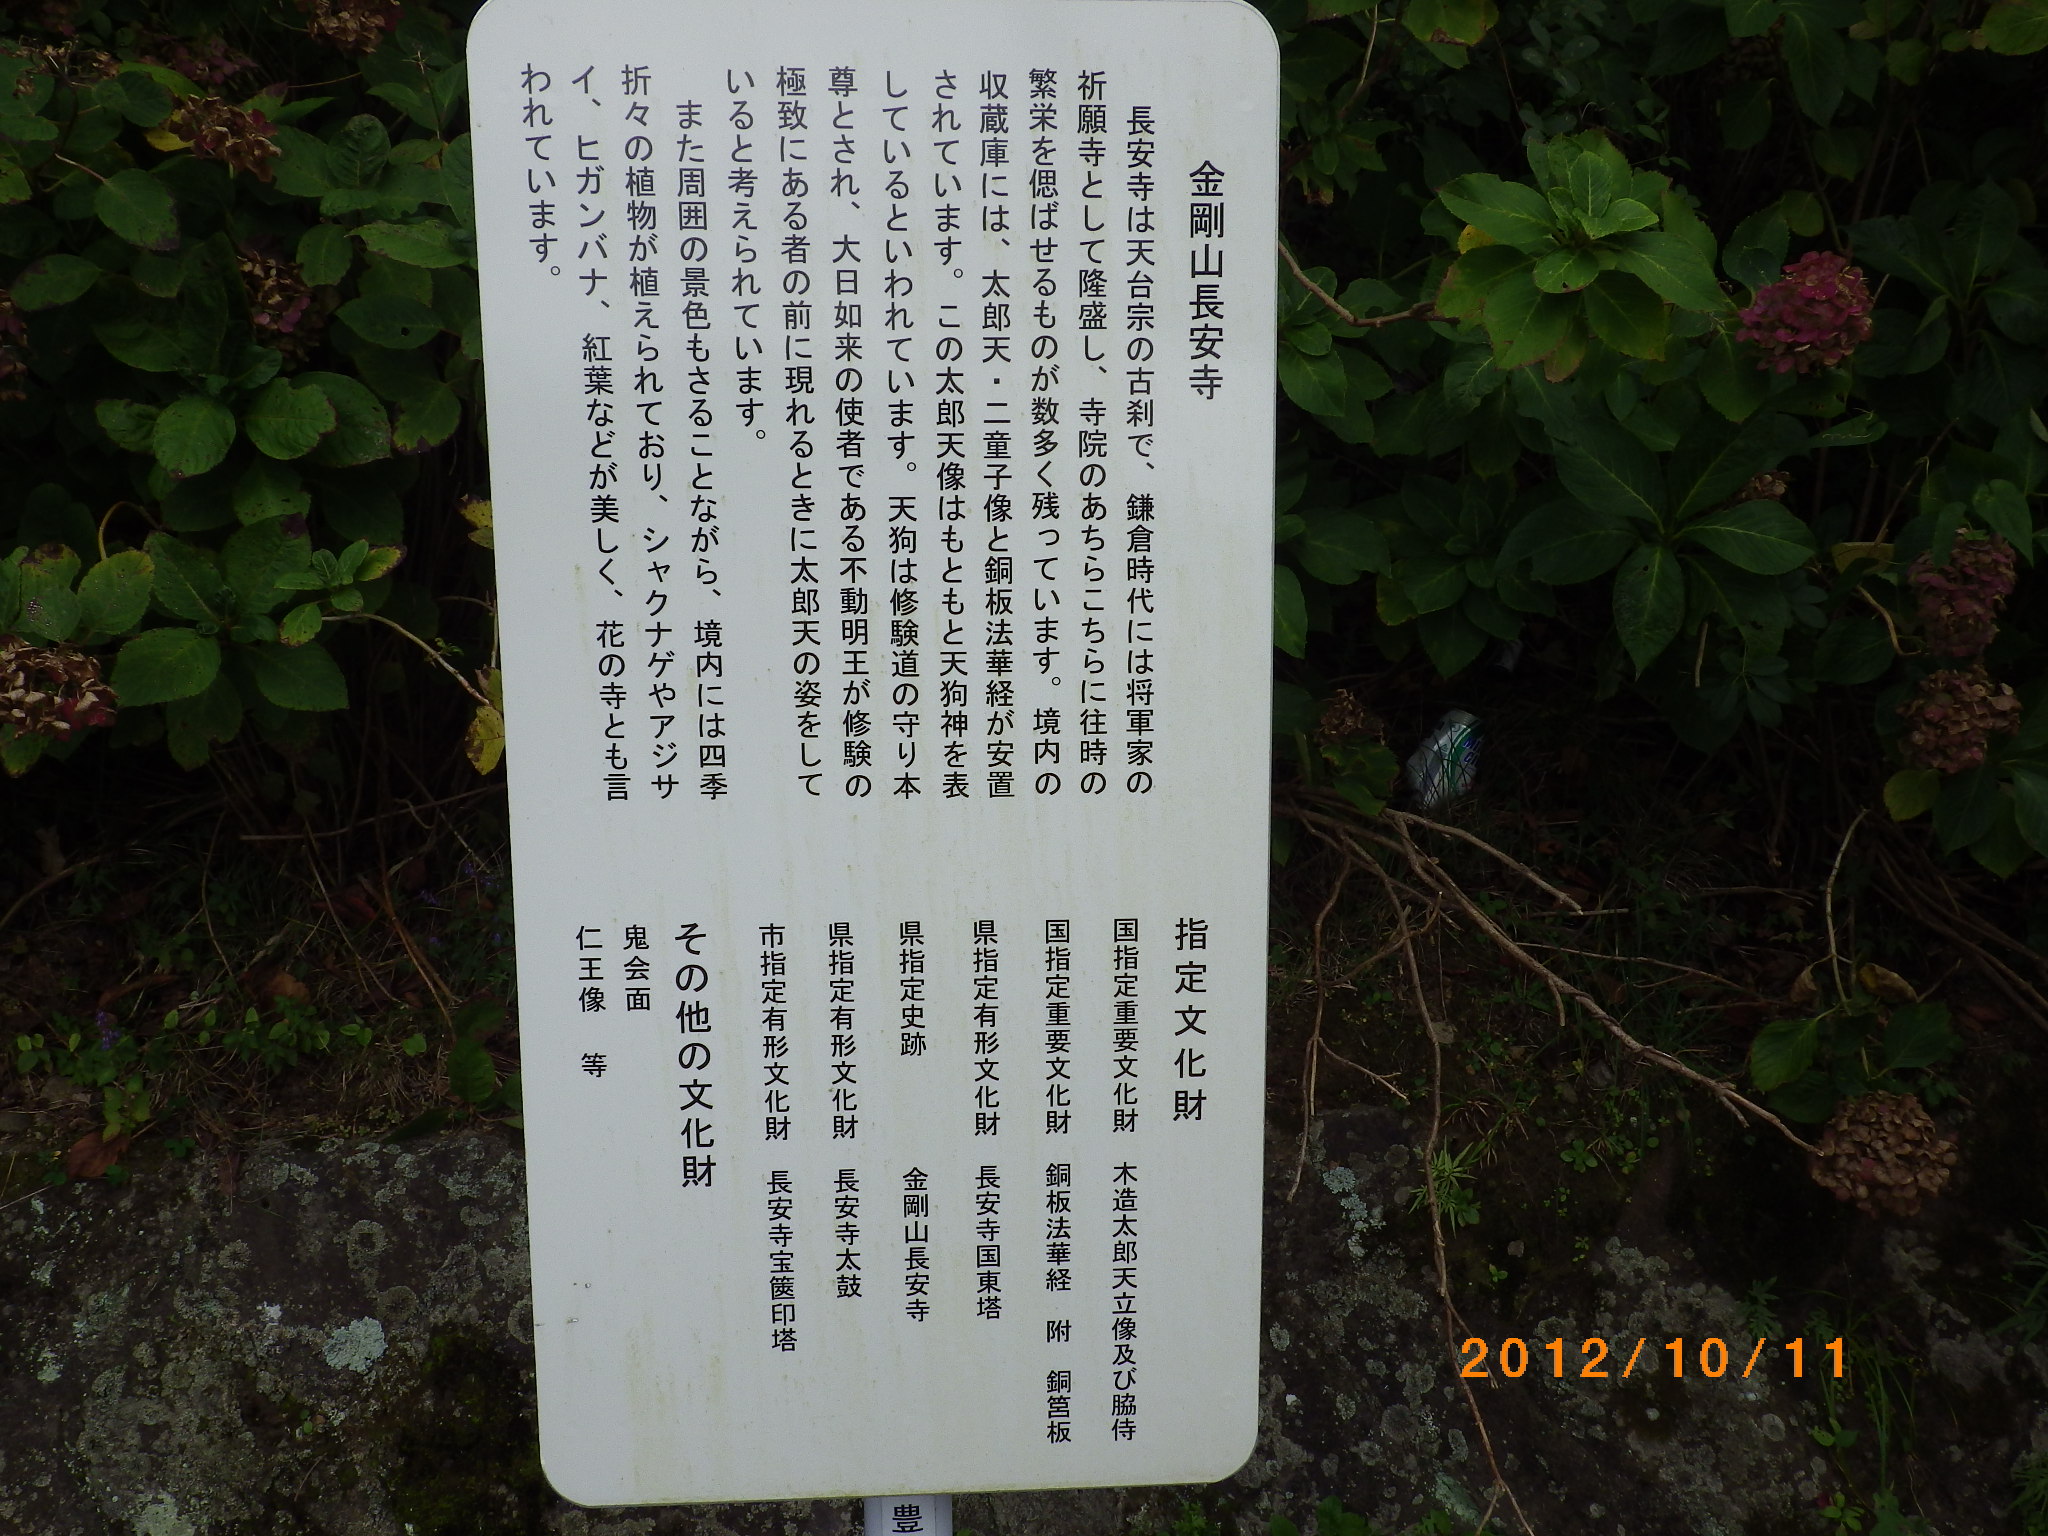 金剛山長安寺
長安寺は天台宗の古刹で、鎌倉時代には将軍家の
祈願寺として隆盛し、寺院のあちらこちらに往時の
繁栄を偲ばせるものが数多く残っています。境内の
収蔵庫には、太郎天・二童子像と銅板法華経が安置
されています。この太郎天像はもともと天狗神を表
しているといわれています。天狗は修験道の守り本
尊とされ、大日如来の使者である不動明王が修験の
極致にある者の前に現れるときに太郎天の姿をして
いると考えられています。
また周囲の景色もさることながら、境内には四季
折々の植物が植えられており、シャクナゲやアジサ
イ、ヒガンバナ、紅葉などが美しく、花の寺とも言
われています。
指定文化財
国指定重要文化財 木造太郎天立像及び脇侍
国指定重要文化財 銅板法華経 附 銅筥板
県指定有形文化財 長安寺国東塔
県指定史跡 金剛山長安寺
県指定有形文化財 長安寺太鼓
市指定有形文化財 長安寺宝篋印塔
その他の文化財
鬼会面
仁王像 等
豊
2012/10/11